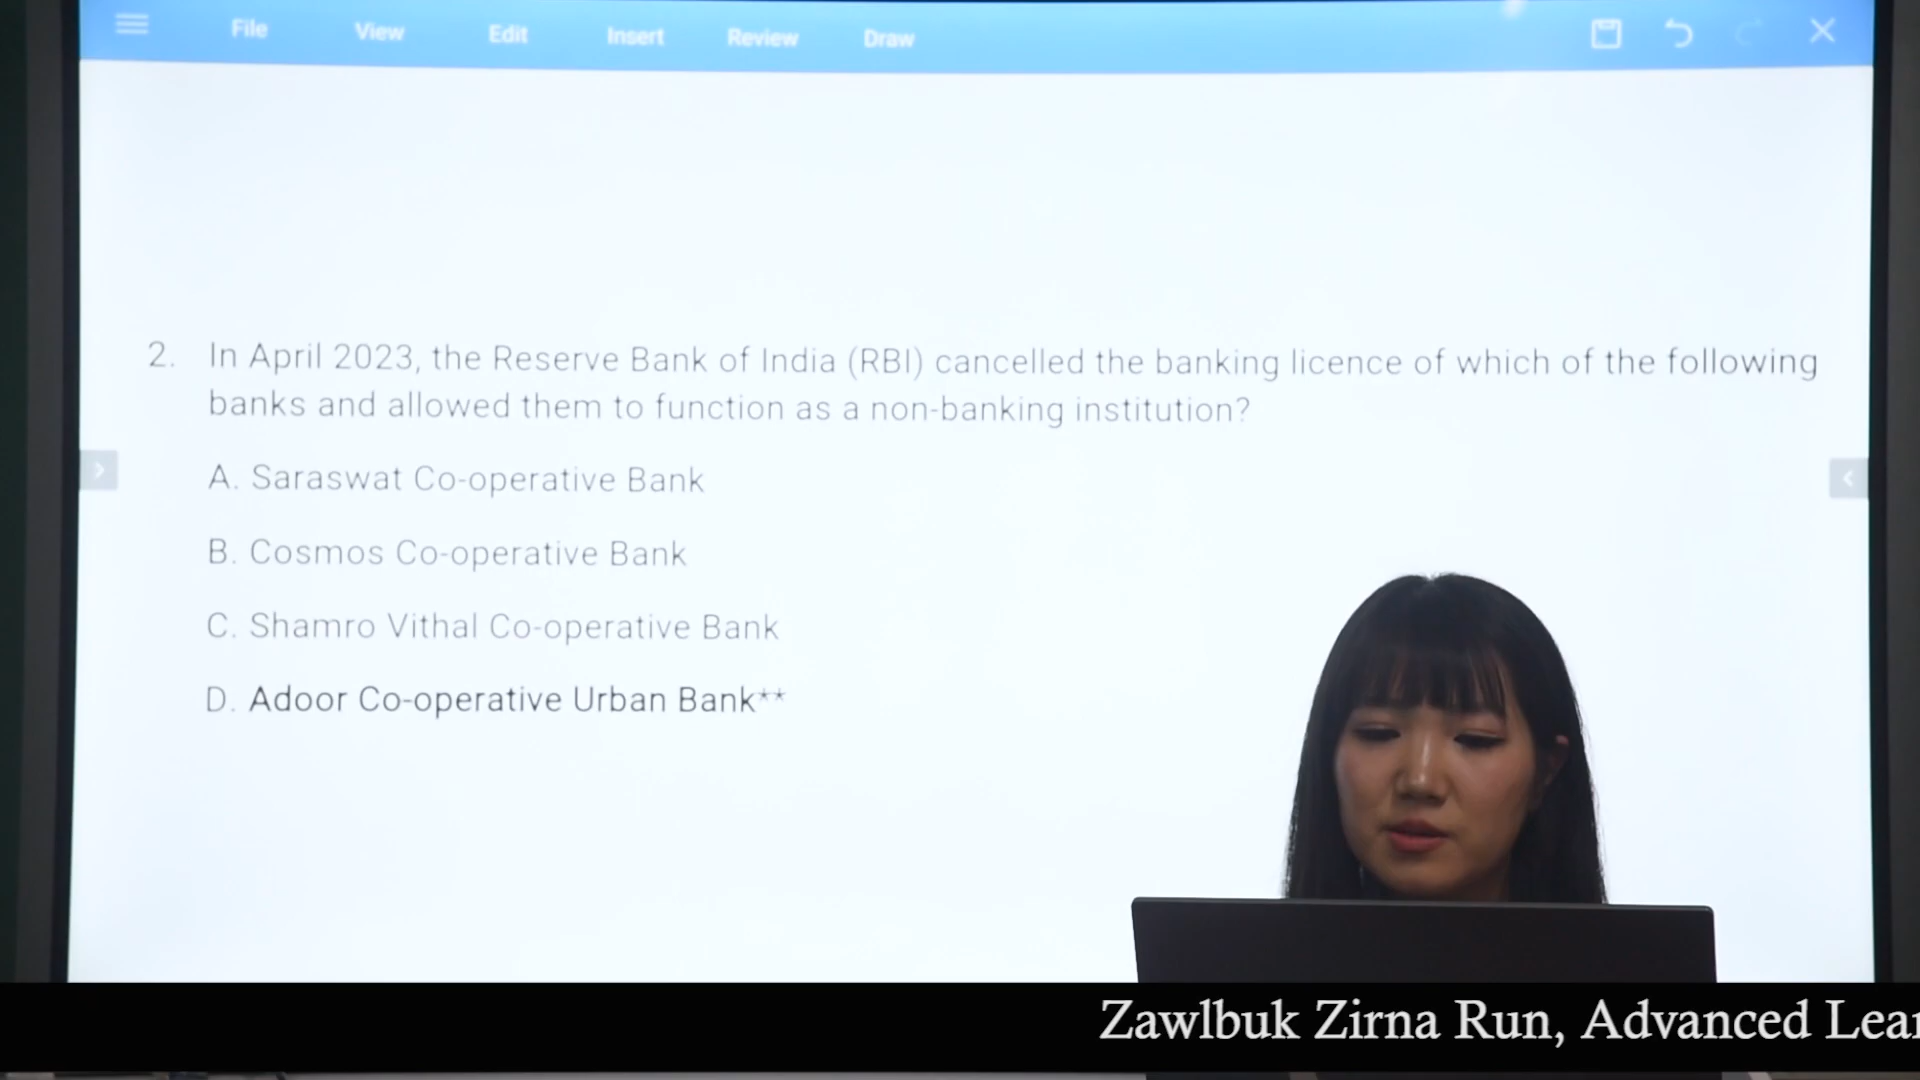 File View Edit Insert Review Draw
2. In April 2023, the Reserve Bank of India (RBI) cancelled the banking licence of which of the following
banks and allowed them to function as a non-banking institution?
A. Saraswat Co-operative Bank
B. Cosmos Co-operative Bank
C. Shamro Vithal Co-operative Bank
D. Adoor Co-operative Urban Bank**
Zawlbuk Zirna Run, Advanced